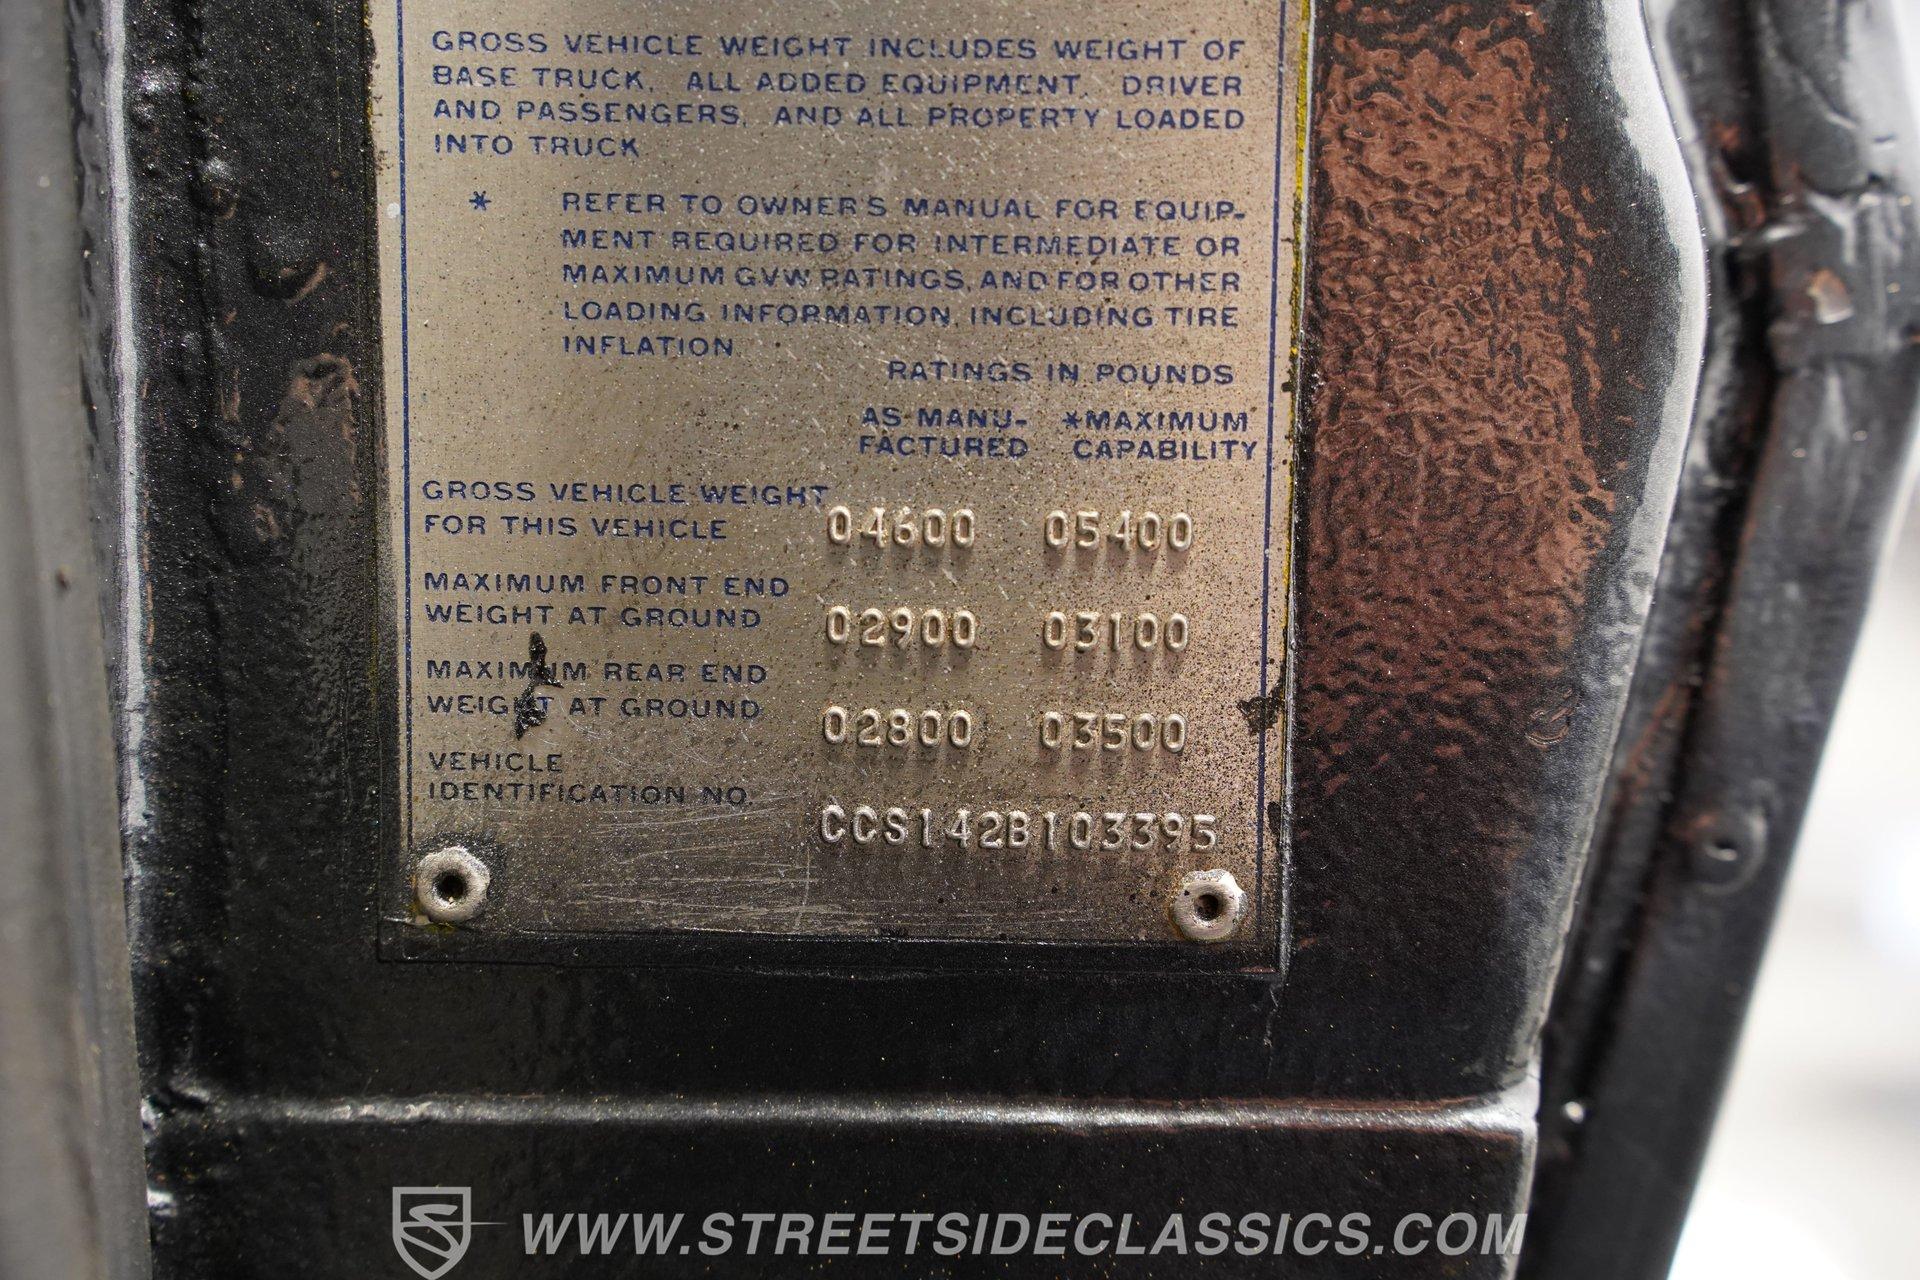 GROSS VEHICLE WEIGHT INCLUDES WEIGHT OF
BASE TRUCK, ALL ADDED EQUIPMENT, DRIVER
AND PASSENGERS, AND ALL PROPERTY LOADED
INTO TRUCK
* REFER TO OWNER'S MANUAL FOR EQUIP-
MENT REQUIRED FOR INTERMEDIATE OR
MAXIMUM GVW RATINGS, AND FOR OTHER
LOADING INFORMATION, INCLUDING TIRE
INFLATION
RATINGS IN POUNDS
AS MANU- *MAXIMUM
FACTURED CAPABILITY
GROSS VEHICLE WEIGHT
FOR THIS VEHICLE 04600 05400
MAXIMUM FRONT END
WEIGHT AT GROUND 02900 03100
MAXIMUM REAR END
WEIGHT AT GROUND 02800 03500
VEHICLE
IDENTIFICATION NO.
CCS142B103395
WWW.STREETSIDECLASSICS.COM